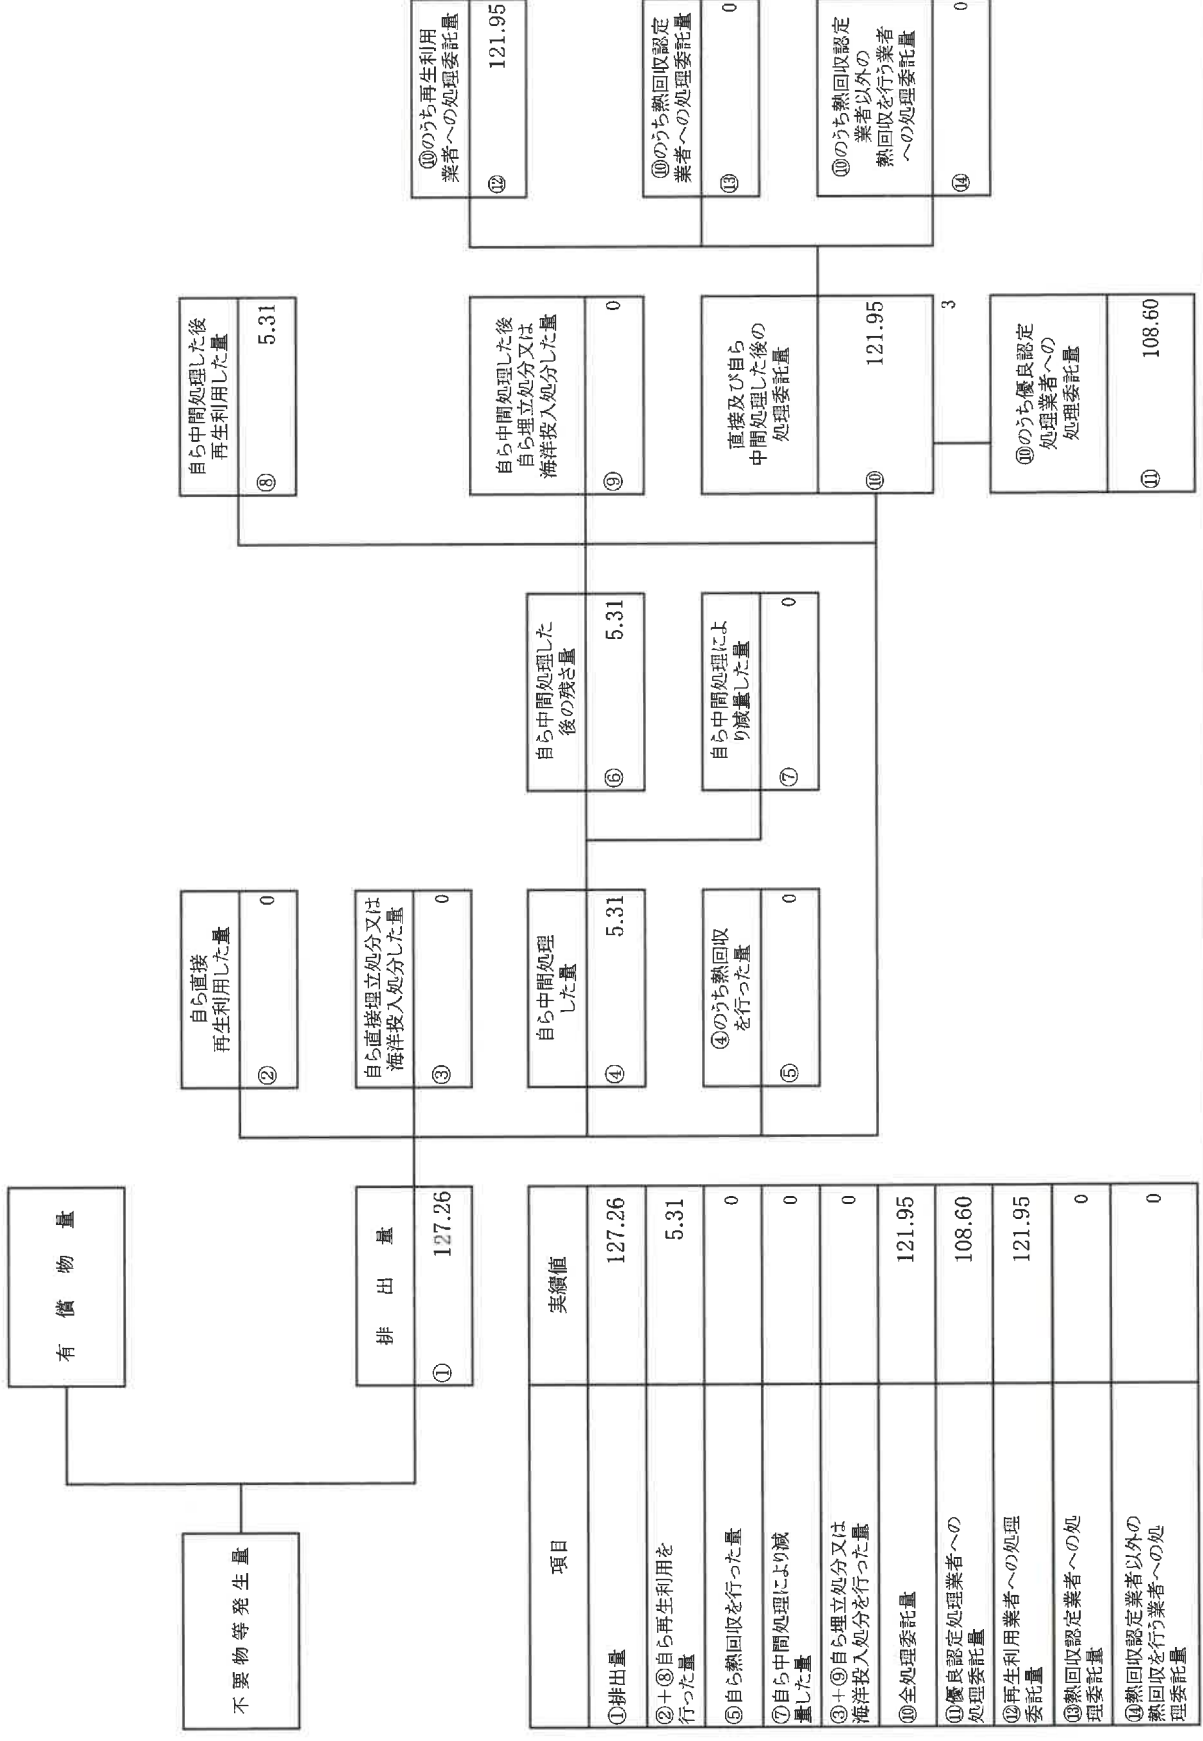 不要物等発生量
有償物量
排出量
① 127.26
自ら直接
再生利用した量
② 0
自ら直接埋立処分又は
海洋投入処分した量
③ 0
自ら中間処理
した量
④ 5.31
④のうち熱回収
を行った量
⑤ 0
自ら中間処理した
後の残さ量
⑥ 5.31
自ら中間処理によ
り減量した量
⑦ 0
自ら中間処理した後
再生利用した量
⑧ 5.31
自ら中間処理した後
自ら埋立処分又は
海洋投入処分した量
⑨ 0
直接及び自ら
中間処理した後の
処理委託量
⑩ 121.95
3
⑩のうち優良認定
処理業者への
処理委託量
⑪ 108.60
⑩のうち再生利用
業者への処理委託量
⑫ 121.95
⑩のうち熱回収認定
業者への処理委託量
⑬ 0
⑩のうち熱回収認定
業者以外の
熱回収を行う業者
への処理委託量
⑭ 0
項目 実績値
①排出量 127.26
②+⑧自ら再生利用を
行った量 5.31
⑤自ら熱回収を行った量 0
⑦自ら中間処理により減
量した量 0
③+⑨自ら埋立処分又は
海洋投入処分を行った量 0
⑩全処理委託量 121.95
⑪優良認定処理業者への
処理委託量 108.60
⑫再生利用業者への処理
委託量 121.95
⑬熱回収認定業者への処
理委託量 0
⑭熱回収認定業者以外の
熱回収を行う業者への処
理委託量 0